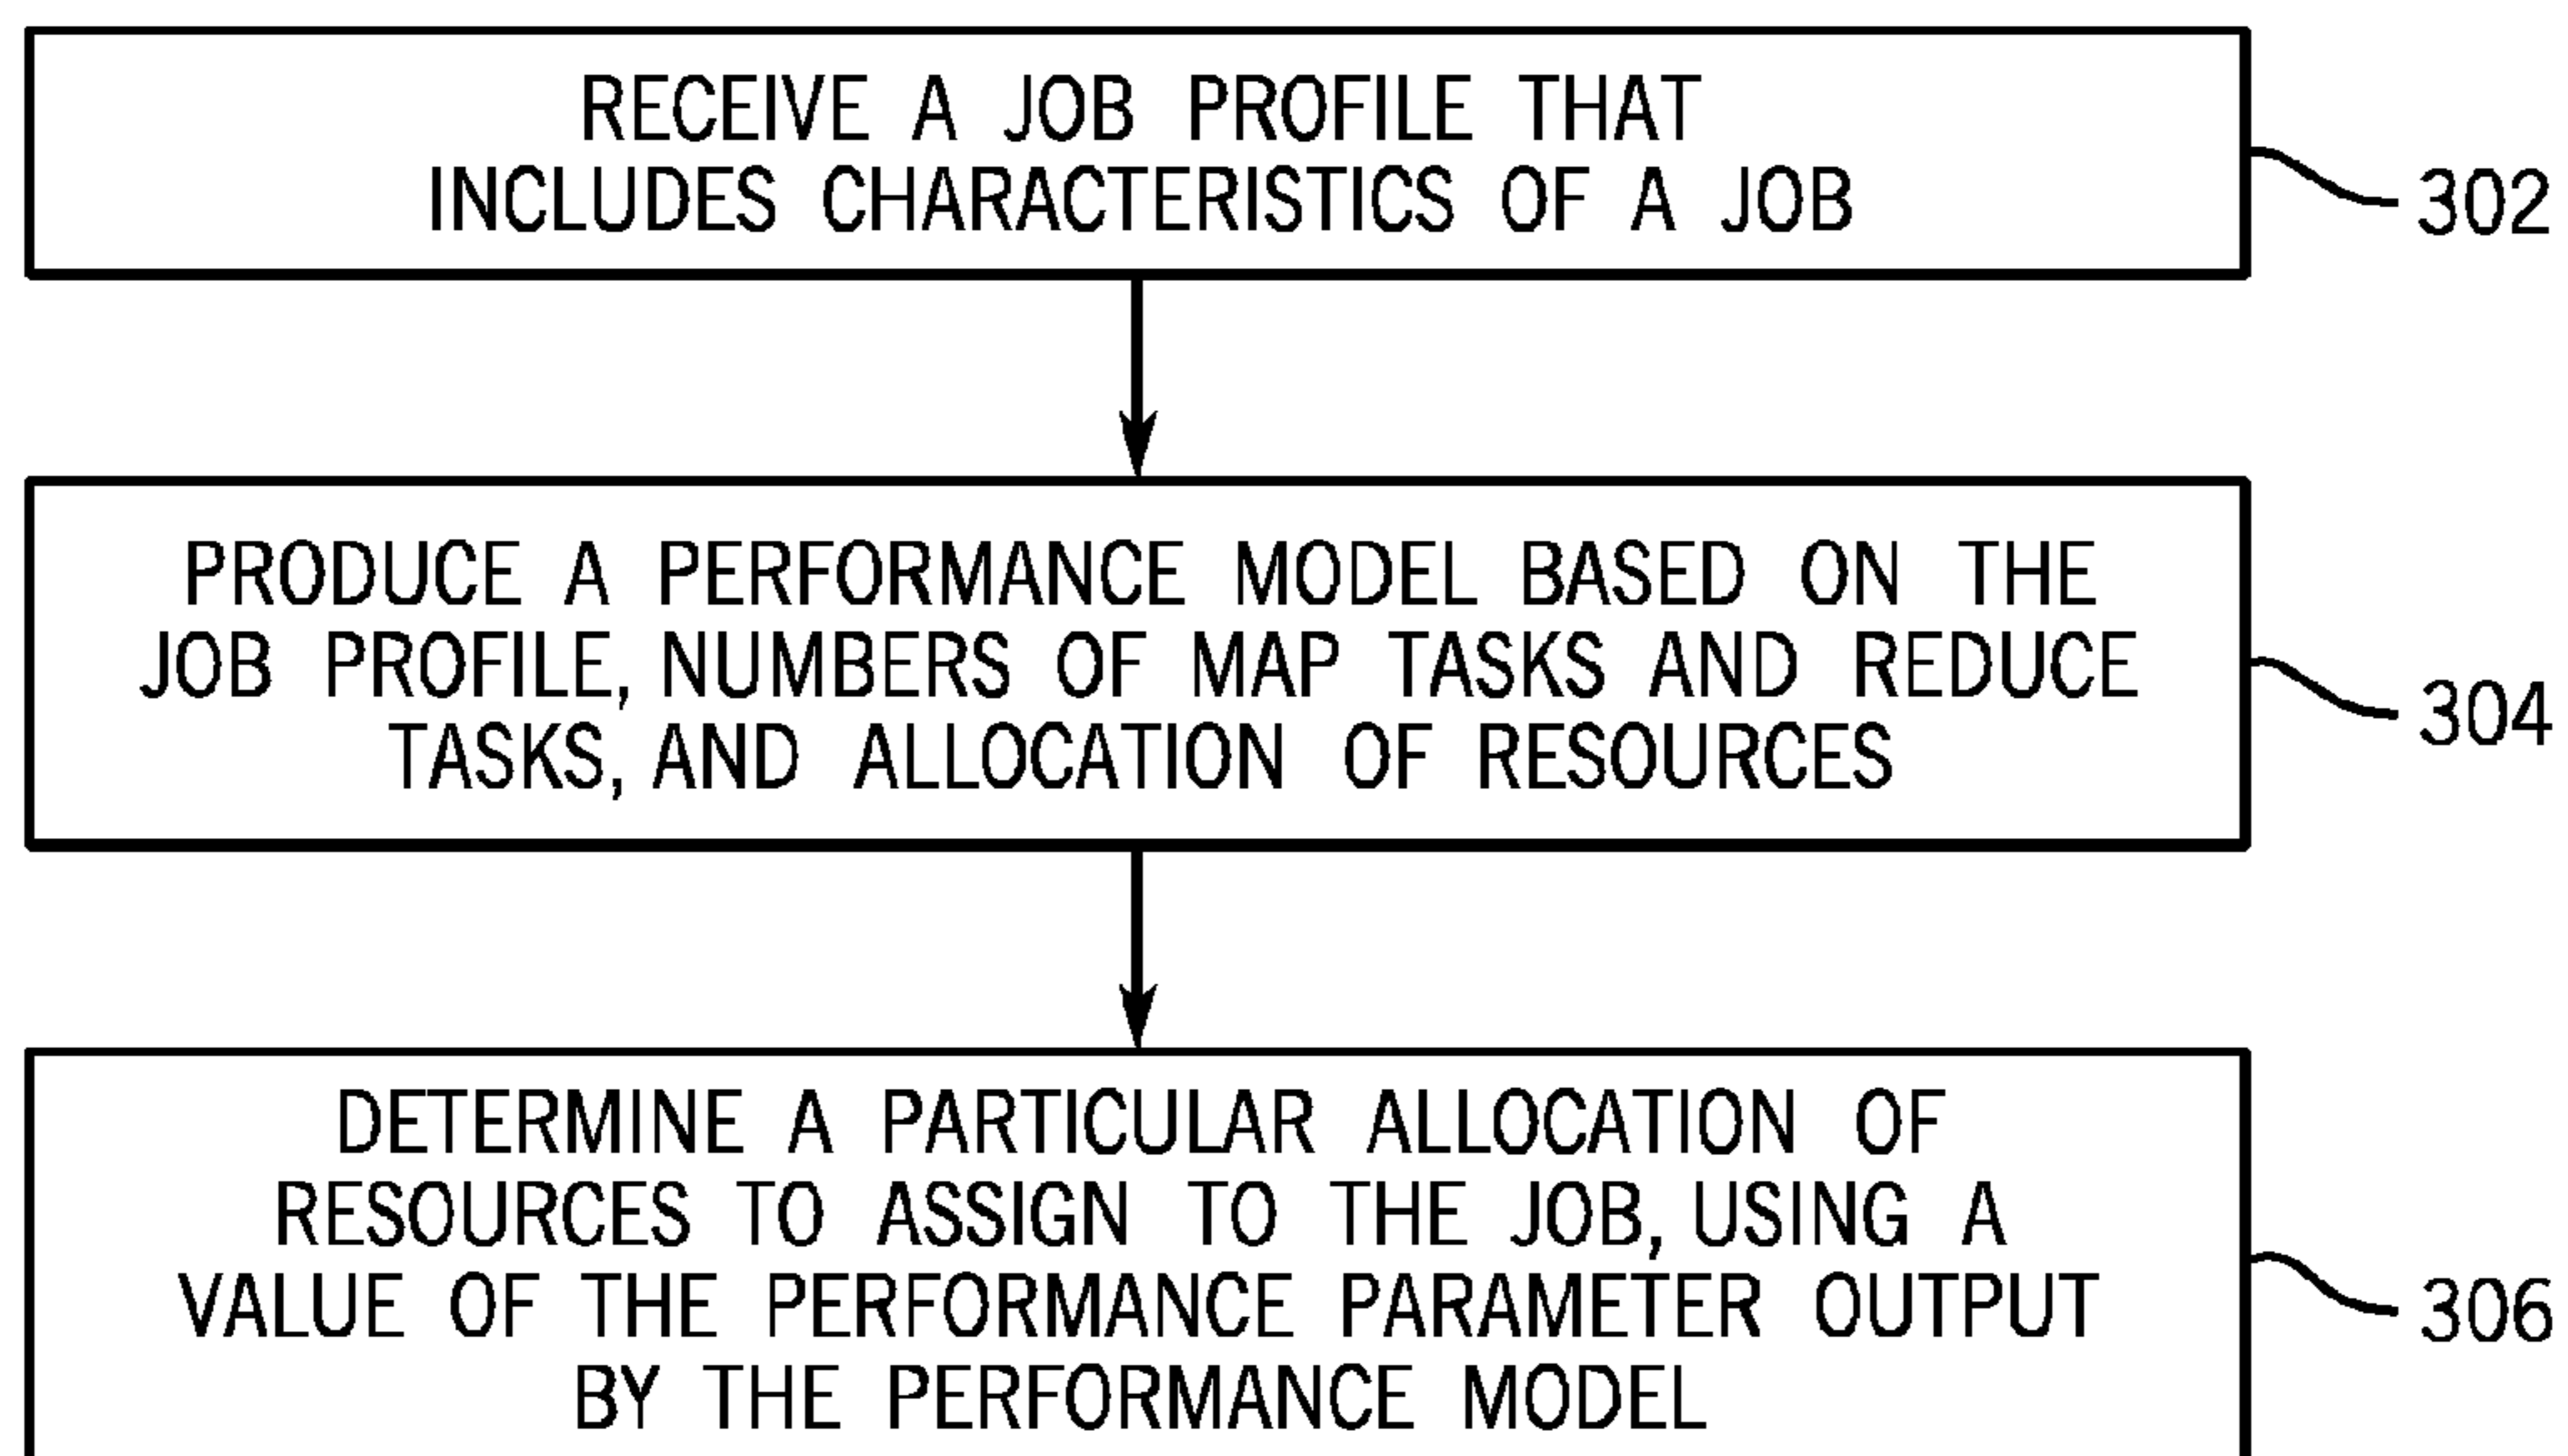 RECEIVE A JOB PROFILE THAT
INCLUDES CHARACTERISTICS OF A JOB
302
PRODUCE A PERFORMANCE MODEL BASED ON THE
JOB PROFILE, NUMBERS OF MAP TASKS AND REDUCE
TASKS, AND ALLOCATION OF RESOURCES
304
DETERMINE A PARTICULAR ALLOCATION OF
RESOURCES TO ASSIGN TO THE JOB, USING A
VALUE OF THE PERFORMANCE PARAMETER OUTPUT
BY THE PERFORMANCE MODEL
306